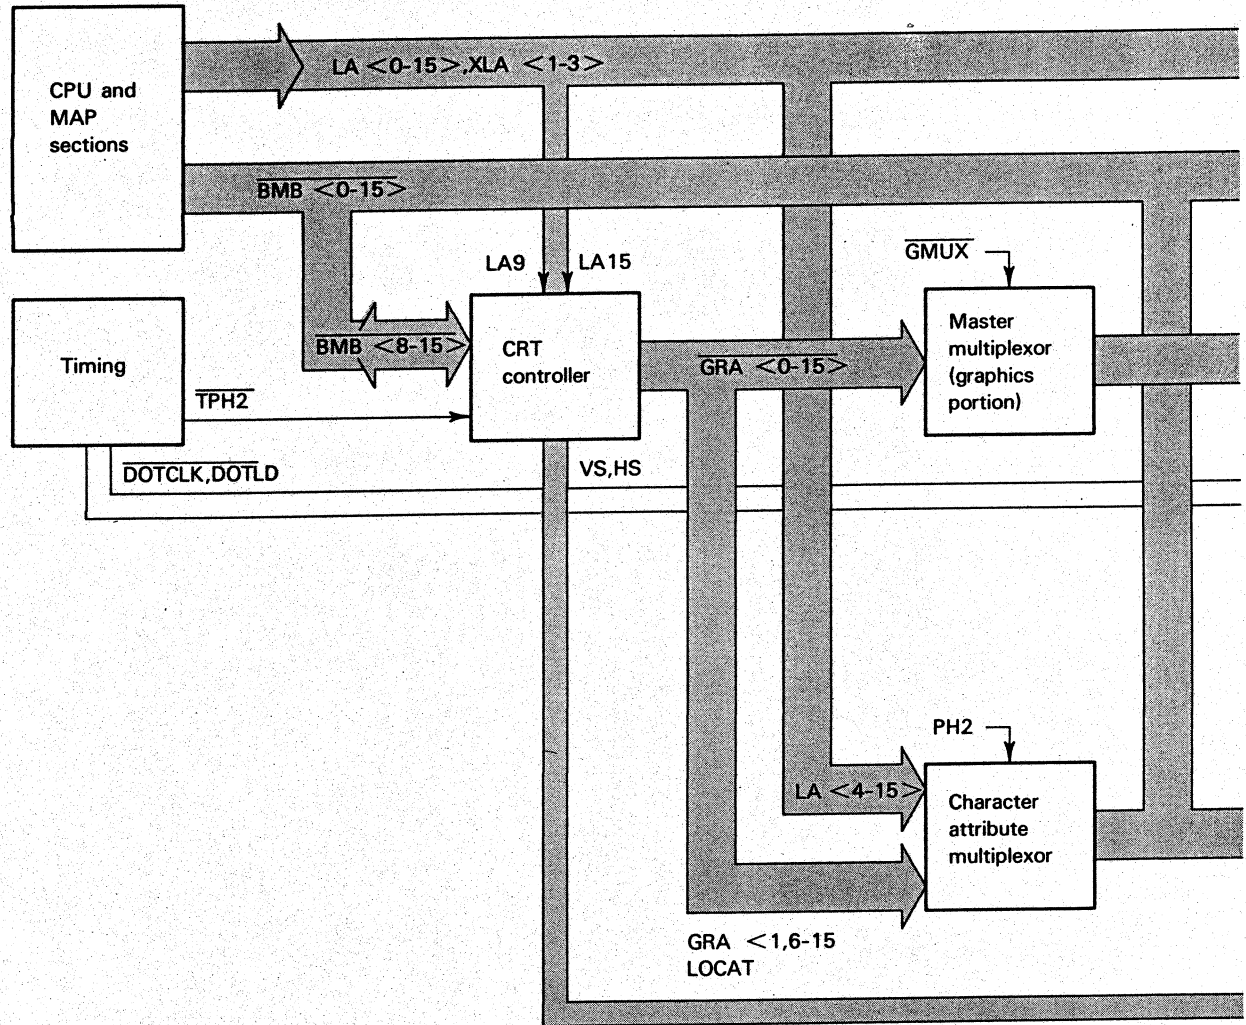 CPU and
MAP
sections
LA <0-15>,XLA <1-3>
BMB <0-15>
LA9
LA15
GMUX
Timing
BMB <8-15>
CRT
controller
GRA <0-15>
Master
multiplexor
(graphics
portion)
TPH2
DOTCLK,DOTLD
VS,HS
PH2
LA <4-15>
Character
attribute
multiplexor
GRA <1,6-15
LOCAT